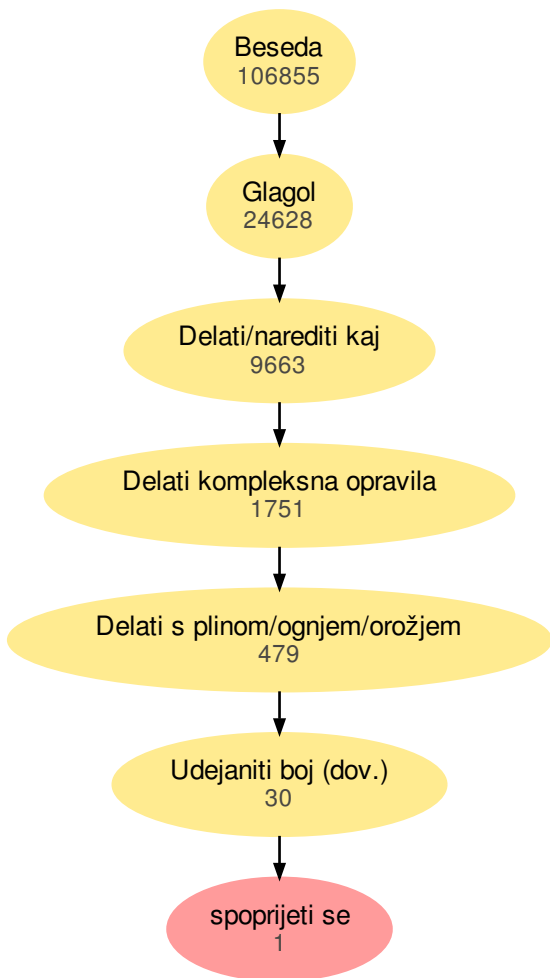 Beseda
106855
Glagol
24628
Delati/narediti kaj
9663
Delati kompleksna opravila
1751
Delati s plinom/ognjem/orožjem
479
Udejaniti boj (dov.)
30
spoprijeti se
1